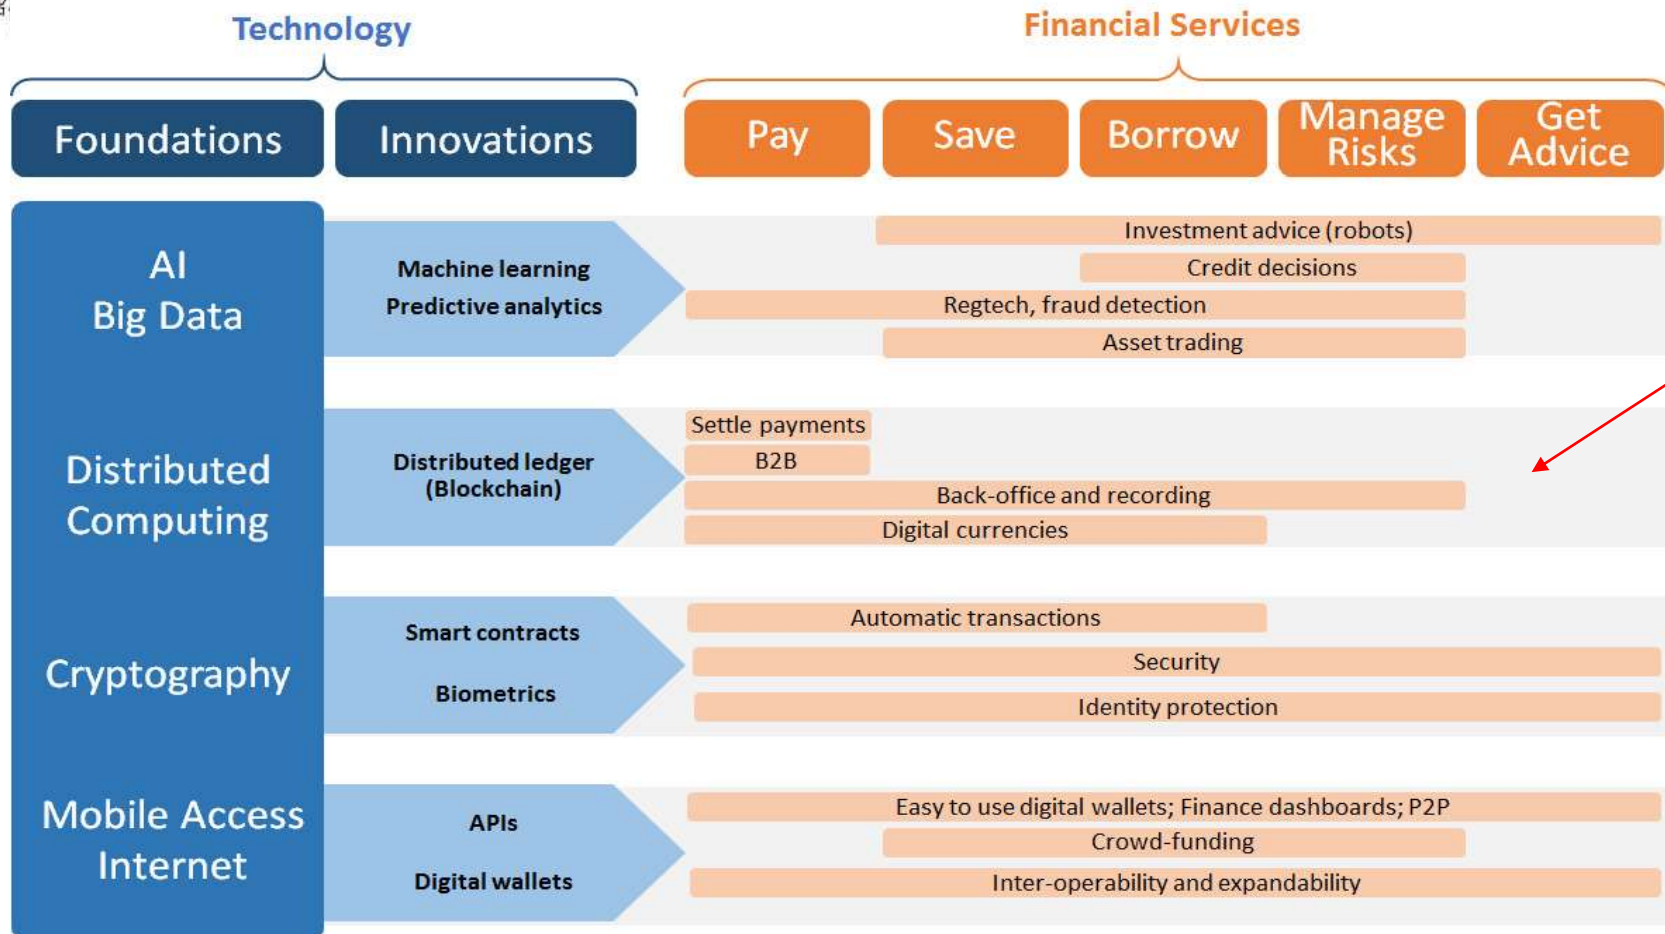 Technology
Financial Services
Foundations
Innovations
Pay
Save
Borrow
Manage
Risks
Get
Advice
AI
Big Data
Machine learning
Predictive analytics
Investment advice (robots)
Credit decisions
Regtech, fraud detection
Asset trading
Distributed
Computing
Distributed ledger
(Blockchain)
Settle payments
B2B
Back-office and recording
Digital currencies
Cryptography
Smart contracts
Biometrics
Automatic transactions
Security
Identity protection
Mobile Access
Internet
APIs
Digital wallets
Easy to use digital wallets; Finance dashboards; P2P
Crowd-funding
Inter-operability and expandability